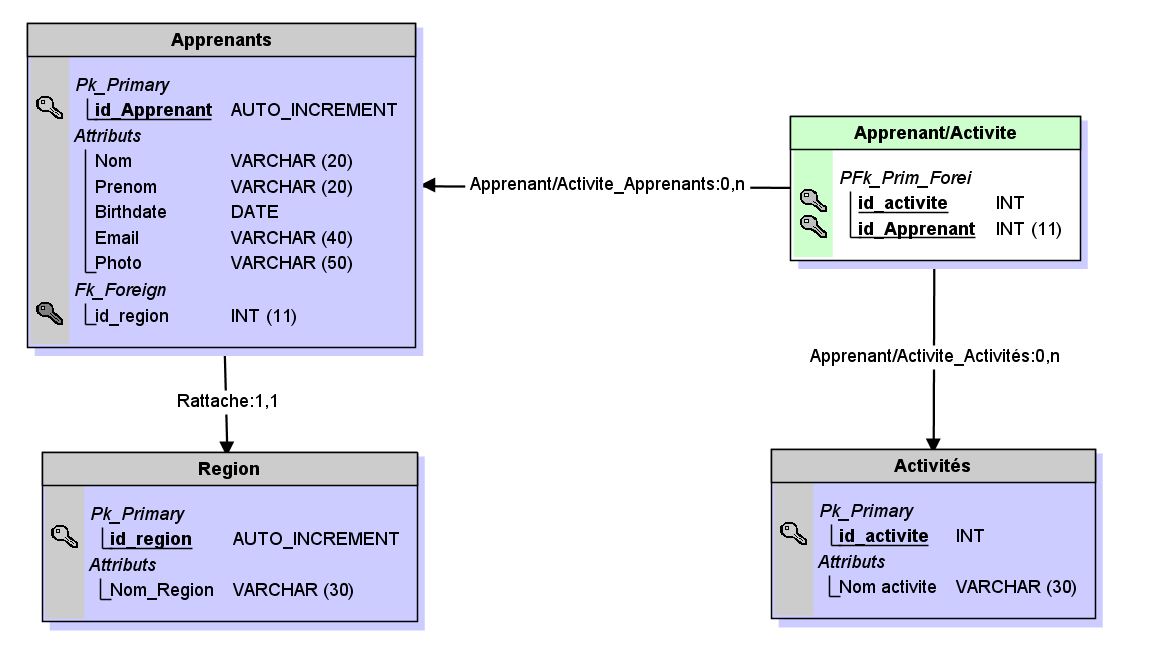 Apprenants
Pk_Primary
id_Apprenant AUTO_INCREMENT
Attributs
Nom VARCHAR (20)
Prenom VARCHAR (20)
Birthdate DATE
Email VARCHAR (40)
Photo VARCHAR (50)
Fk_Foreign
id_region INT (11)
Apprenant/Activite_Apprenants:0,n
Apprenant/Activite
PFk_Prim_Forei
id_activite INT
id_Apprenant INT (11)
Rattache:1,1
Apprenant/Activite_Activités:0,n
Region
Pk_Primary
id_region AUTO_INCREMENT
Attributs
Nom_Region VARCHAR (30)
Activités
Pk_Primary
id_activite INT
Attributs
Nom activite VARCHAR (30)